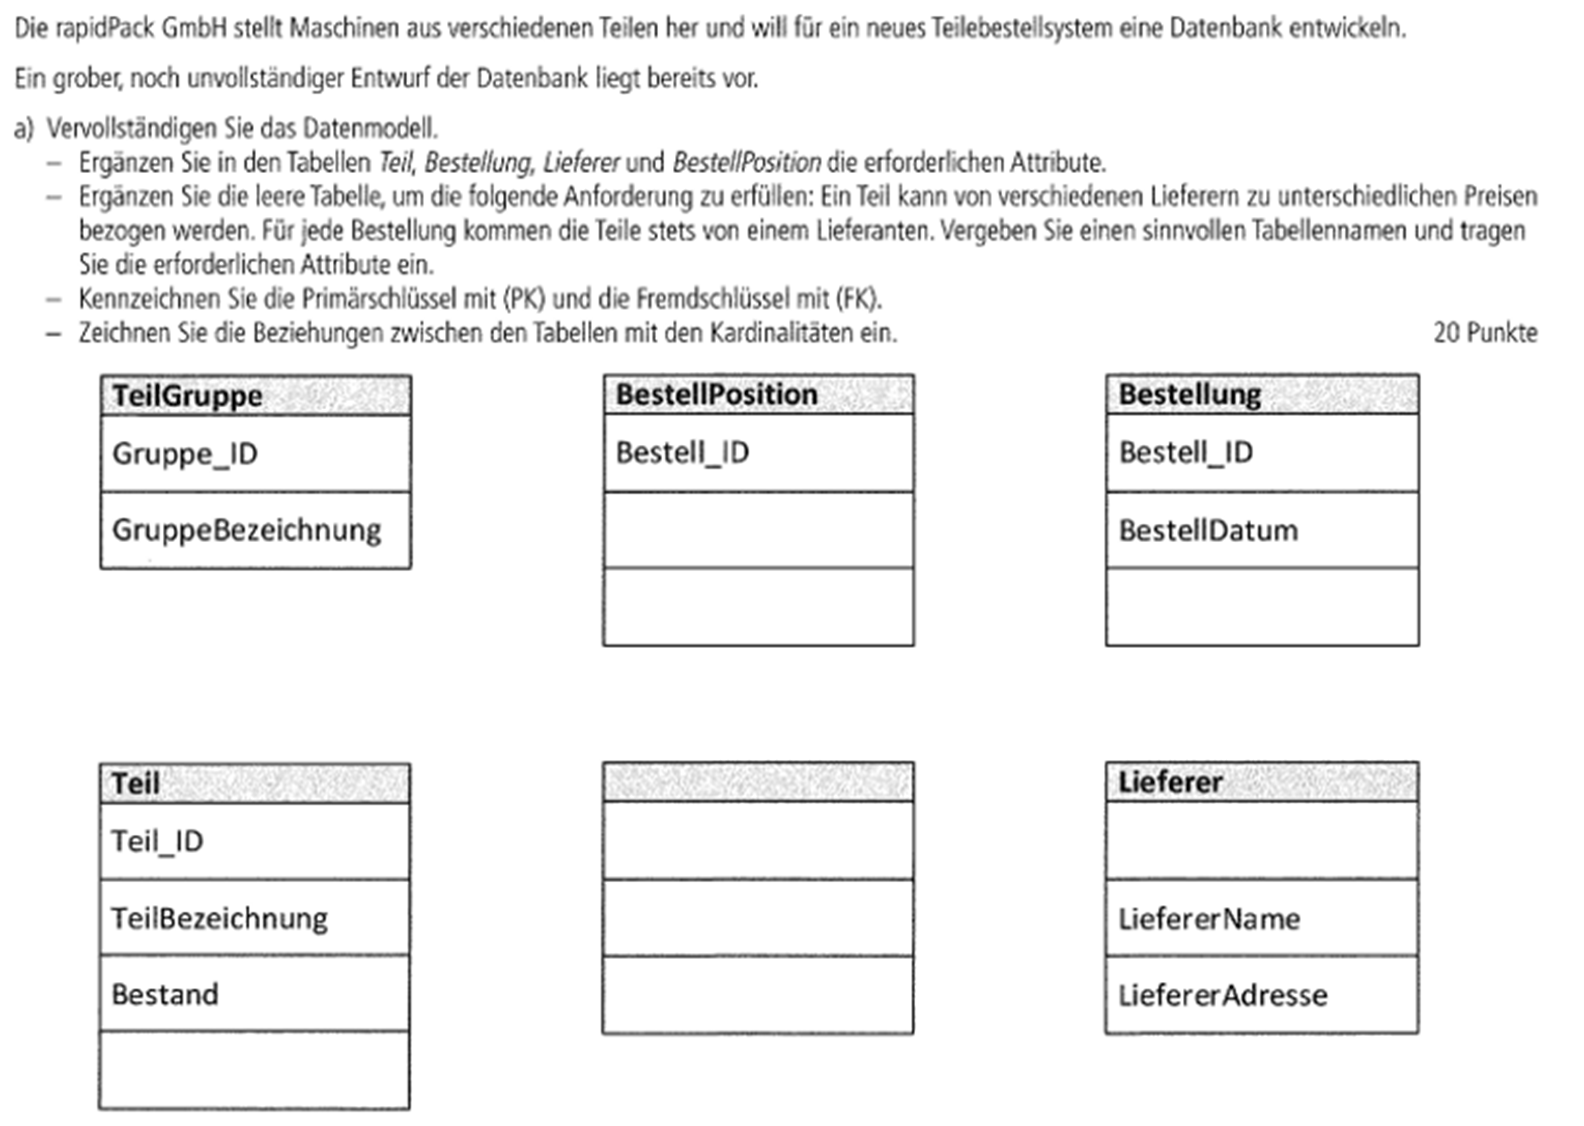 Die rapidPack GmbH stellt Maschinen aus verschiedenen Teilen her und will für ein neues Teilebestellsystem eine Datenbank entwickeln.
Ein grober, noch unvollständiger Entwurf der Datenbank liegt bereits vor.
a) Vervollständigen Sie das Datenmodell.
– Ergänzen Sie in den Tabellen Teil, Bestellung, Lieferer und BestellPosition die erforderlichen Attribute.
– Ergänzen Sie die leere Tabelle, um die folgende Anforderung zu erfüllen: Ein Teil kann von verschiedenen Lieferern zu unterschiedlichen Preisen
bezogen werden. Für jede Bestellung kommen die Teile stets von einem Lieferanten. Vergeben Sie einen sinnvollen Tabellennamen und tragen
Sie die erforderlichen Attribute ein.
– Kennzeichnen Sie die Primärschlüssel mit (PK) und die Fremdschlüssel mit (FK).
– Zeichnen Sie die Beziehungen zwischen den Tabellen mit den Kardinalitäten ein. 20 Punkte
TeilGruppe
Gruppe_ID
GruppeBezeichnung
BestellPosition
Bestell_ID
Bestellung
Bestell_ID
BestellDatum
Teil
Teil_ID
TeilBezeichnung
Bestand
Lieferer
LiefererName
LiefererAdresse